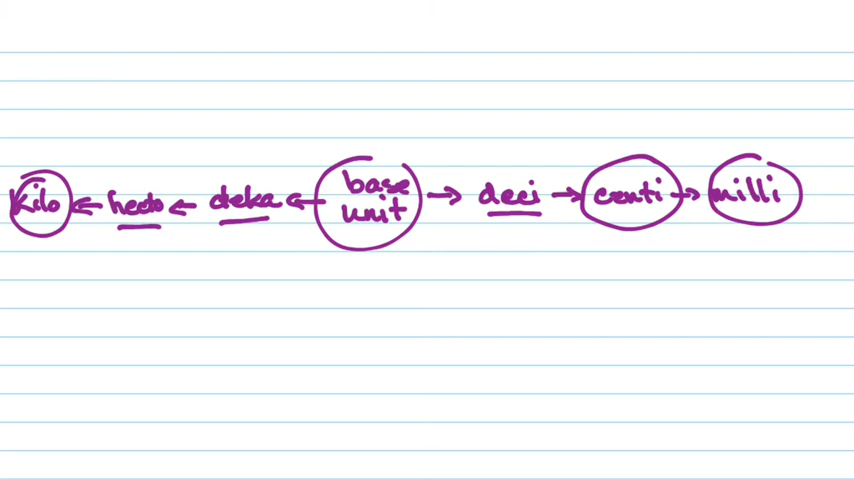 kilo ← hecto ← deka ← base unit → deci → centi → milli